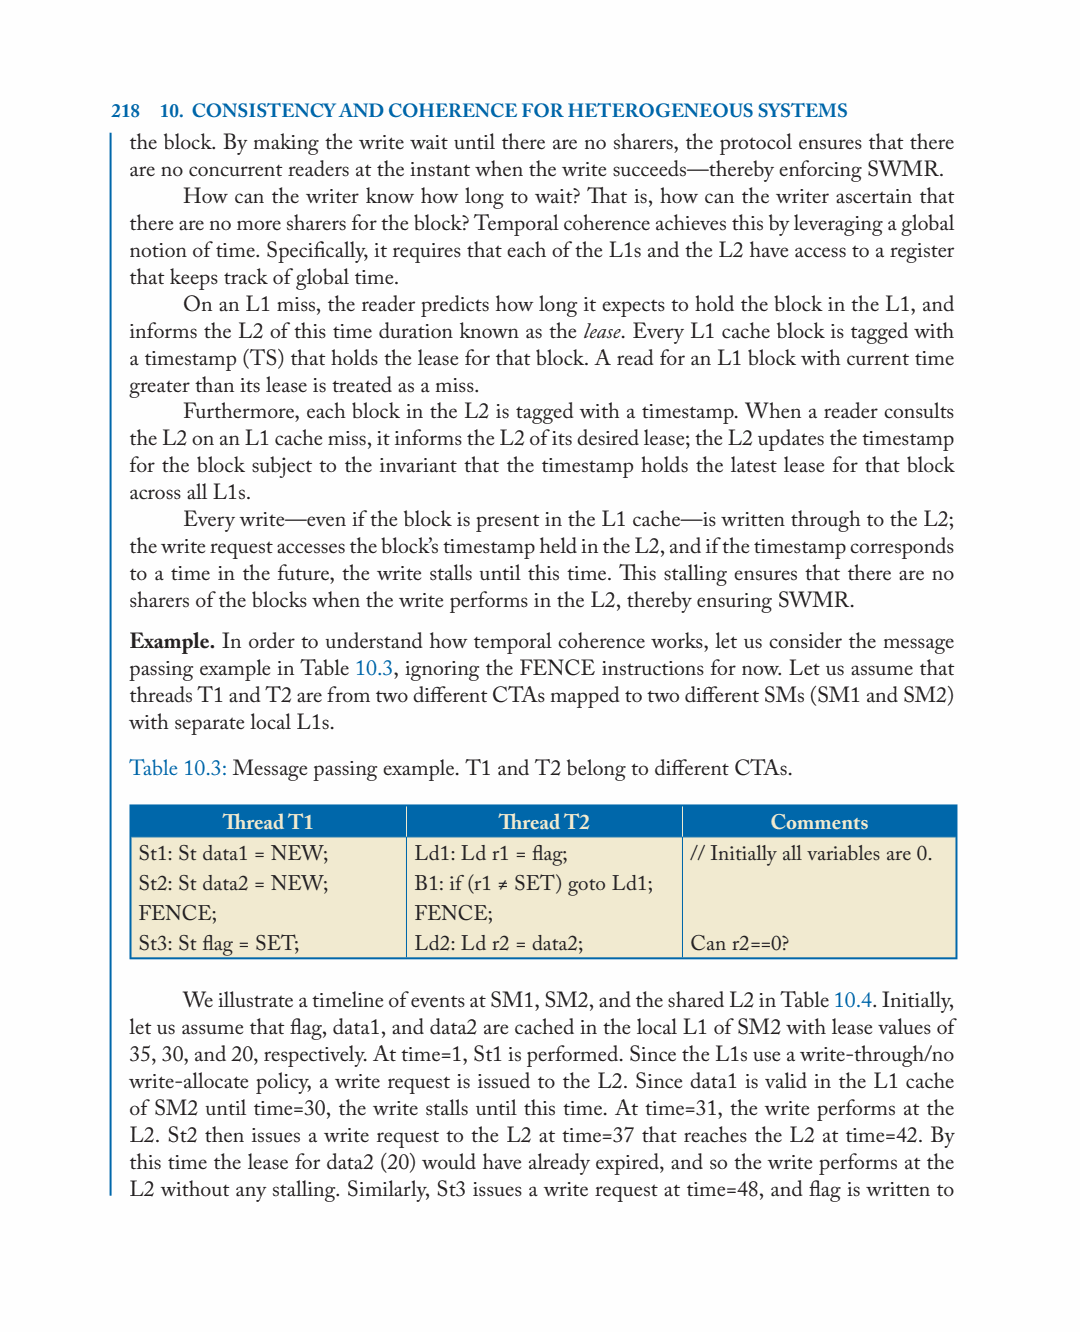 218 10. CONSISTENCY AND COHERENCE FOR HETEROGENEOUS SYSTEMS
the block. By making the write wait until there are no sharers, the protocol ensures that there
are no concurrent readers at the instant when the write succeeds—thereby enforcing SWMR.
How can the writer know how long to wait? That is, how can the writer ascertain that
there are no more sharers for the block? Temporal coherence achieves this by leveraging a global
notion of time. Specifically, it requires that each of the L1s and the L2 have access to a register
that keeps track of global time.
On an L1 miss, the reader predicts how long it expects to hold the block in the L1, and
informs the L2 of this time duration known as the lease. Every L1 cache block is tagged with
a timestamp (TS) that holds the lease for that block. A read for an L1 block with current time
greater than its lease is treated as a miss.
Furthermore, each block in the L2 is tagged with a timestamp. When a reader consults
the L2 on an L1 cache miss, it informs the L2 of its desired lease; the L2 updates the timestamp
for the block subject to the invariant that the timestamp holds the latest lease for that block
across all L1s.
Every write—even if the block is present in the L1 cache—is written through to the L2;
the write request accesses the block's timestamp held in the L2, and if the timestamp corresponds
to a time in the future, the write stalls until this time. This stalling ensures that there are no
sharers of the blocks when the write performs in the L2, thereby ensuring SWMR.
Example. In order to understand how temporal coherence works, let us consider the message
passing example in Table 10.3, ignoring the FENCE instructions for now. Let us assume that
threads T1 and T2 are from two different CTAs mapped to two different SMs (SM1 and SM2)
with separate local L1s.
Table 10.3: Message passing example. T1 and T2 belong to different CTAs.
Thread T1 Thread T2 Comments
St1: St data1 = NEW; Ld1: Ld r1 = flag; // Initially all variables are 0.
St2: St data2 = NEW; B1: if (r1 ≠ SET) goto Ld1;
FENCE; FENCE;
St3: St flag = SET; Ld2: Ld r2 = data2; Can r2==0?
We illustrate a timeline of events at SM1, SM2, and the shared L2 in Table 10.4. Initially,
let us assume that flag, data1, and data2 are cached in the local L1 of SM2 with lease values of
35, 30, and 20, respectively. At time=1, St1 is performed. Since the L1s use a write-through/no
write-allocate policy, a write request is issued to the L2. Since data1 is valid in the L1 cache
of SM2 until time=30, the write stalls until this time. At time=31, the write performs at the
L2. St2 then issues a write request to the L2 at time=37 that reaches the L2 at time=42. By
this time the lease for data2 (20) would have already expired, and so the write performs at the
L2 without any stalling. Similarly, St3 issues a write request at time=48, and flag is written to